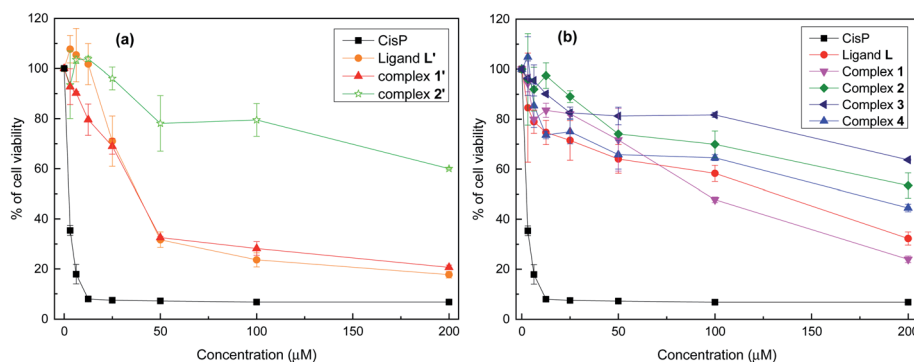 (a)
CisP
Ligand L'
complex 1'
complex 2'
120
100
80
60
40
20
0
% of cell viability
0
50
100
150
200
Concentration (µM)
(b)
CisP
Ligand L
Complex 1
Complex 2
Complex 3
Complex 4
120
100
80
60
40
20
0
% of cell viability
0
50
100
150
200
Concentration (µM)